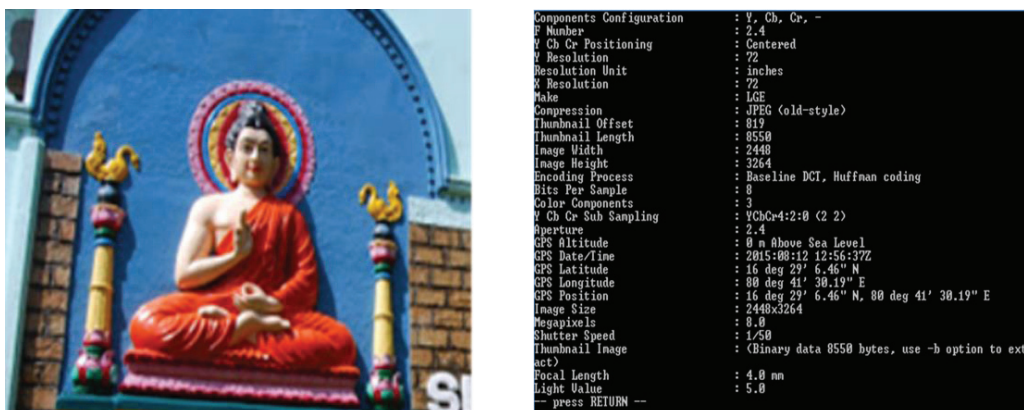 S
Components Configuration : Y, Cb, Cr, -
F Number : 2.4
Y Cb Cr Positioning : Centered
Y Resolution : 72
Resolution Unit : inches
X Resolution : 72
Make : LGE
Compression : JPEG (old-style)
Thumbnail Offset : 819
Thumbnail Length : 8550
Image Width : 2448
Image Height : 3264
Encoding Process : Baseline DCT, Huffman coding
Bits Per Sample : 8
Color Components : 3
Y Cb Cr Sub Sampling : YCbCr4:2:0 (2 2)
Aperture : 2.4
GPS Altitude : 0 m Above Sea Level
GPS Date/Time : 2015:08:12 12:56:37Z
GPS Latitude : 16 deg 29' 6.46" N
GPS Longitude : 80 deg 41' 30.19" E
GPS Position : 16 deg 29' 6.46" N, 80 deg 41' 30.19" E
Image Size : 2448x3264
Megapixels : 8.0
Shutter Speed : 1/50
Thumbnail Image : (Binary data 8550 bytes, use -b option to ext
act)
Focal Length : 4.0 mm
Light Value : 5.0
-- press RETURN --